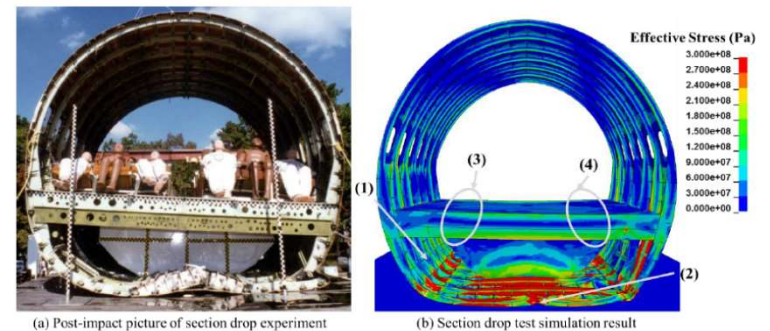 Effective Stress (Pa)
3.000e+08
2.700e+08
2.400e+08
2.100e+08
1.800e+08
1.500e+08
1.200e+08
9.000e+07
6.000e+07
3.000e+07
0.000e+00
(3)
(4)
(1)
(2)
(a) Post-impact picture of section drop experiment
(b) Section drop test simulation result